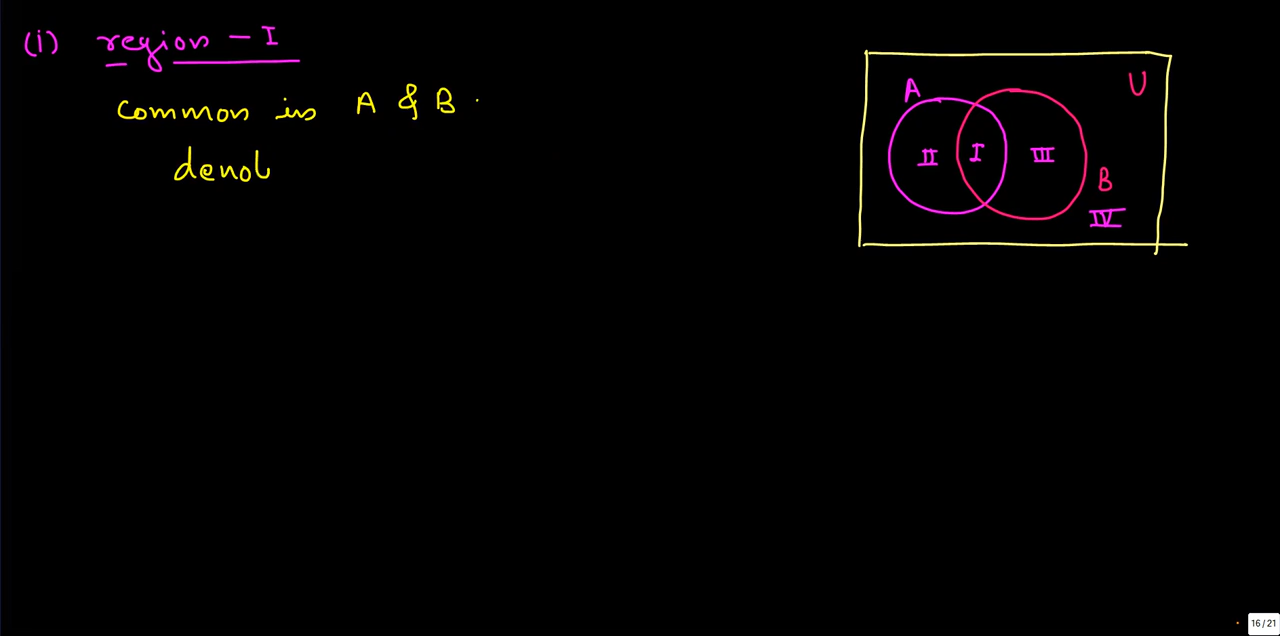 (i) region - I
common in A & B.
denot
A
U
II I III
B
IV
16/21